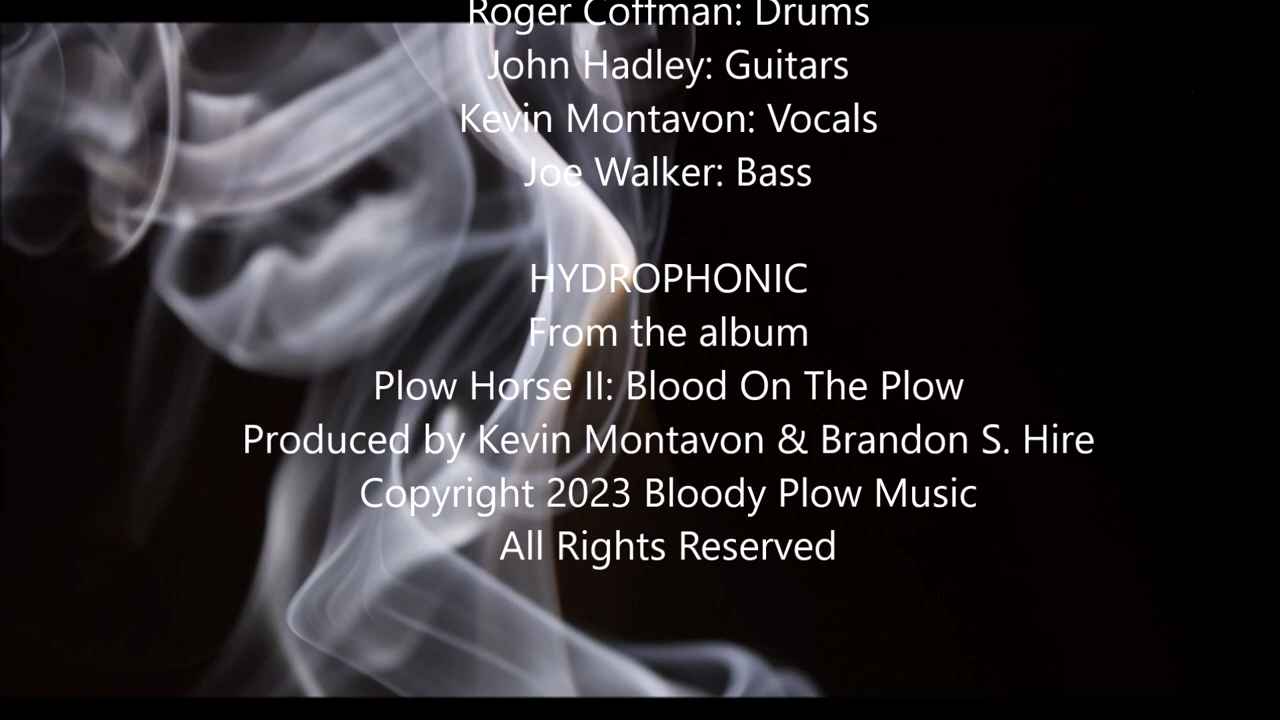 Roger Coffman: Drums
John Hadley: Guitars
Kevin Montavon: Vocals
Joe Walker: Bass
HYDROPHONIC
From the album
Plow Horse II: Blood On The Plow
Produced by Kevin Montavon & Brandon S. Hire
Copyright 2023 Bloody Plow Music
All Rights Reserved